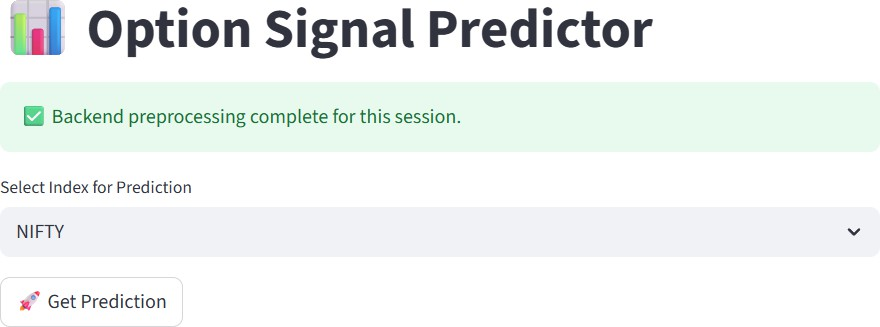 📊 Option Signal Predictor
✅ Backend preprocessing complete for this session.
Select Index for Prediction
NIFTY
🚀 Get Prediction